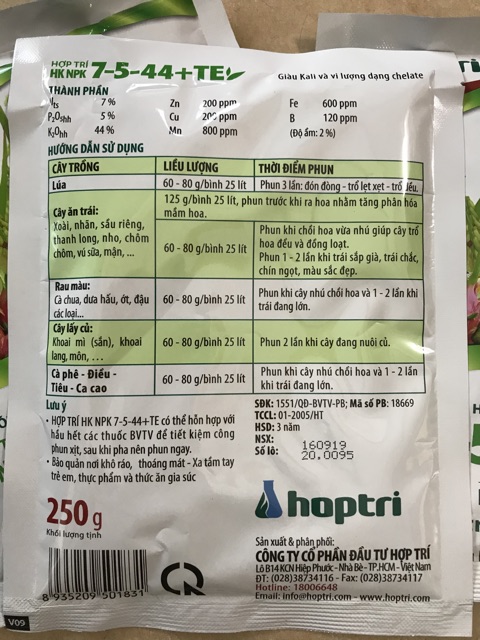 HỢP TRÍ
HK NPK 7-5-44+TE
Giàu Kali và vi lượng dạng chelate
THÀNH PHẦN
Nts 7 % Zn 200 ppm Fe 600 ppm
P2O5hh 5 % Cu 200 ppm B 120 ppm
K2Ohh 44 % Mn 800 ppm (Độ ẩm: 2 %)
HƯỚNG DẪN SỬ DỤNG
CÂY TRỒNG LIỀU LƯỢNG THỜI ĐIỂM PHUN
Lúa 60 - 80 g/bình 25 lít Phun 3 lần: đón đòng - trổ lẹt xẹt - trổ đều.
Cây ăn trái:
Xoài, nhãn, sầu riêng,
thanh long, nho, chôm
chôm, vú sữa, mận, ...
125 g/bình 25 lít, phun trước khi ra hoa nhằm tăng phân hóa
mầm hoa.
60 - 80 g/bình 25 lít
Phun khi chồi hoa vừa nhú giúp cây trổ
hoa đều và đồng loạt.
Phun 1 - 2 lần khi trái sắp già, trái chắc,
chín ngọt, màu sắc đẹp.
Rau màu:
Cà chua, dưa hấu, ớt, đậu
các loại...
60 - 80 g/bình 25 lít
Phun khi cây nhú chồi hoa và 1 - 2 lần khi
trái đang lớn.
Cây lấy củ:
Khoai mì (sắn), khoai
lang, môn, ...
60 - 80 g/bình 25 lít
Phun 2 lần khi cây đang nuôi củ.
Cà phê - Điều -
Tiêu - Ca cao
60 - 80 g/bình 25 lít
Phun khi cây nhú chồi hoa và 1 - 2 lần
khi trái đang lớn.
Lưu ý
• HỢP TRÍ HK NPK 7-5-44+TE có thể hỗn hợp với
hầu hết các thuốc BVTV để tiết kiệm công
phun xịt, sau khi pha nên phun ngay.
• Bảo quản nơi khô ráo, thoáng mát - Xa tầm tay
trẻ em, thực phẩm và thức ăn gia súc
SĐK: 1551/QĐ-BVTV-PB; Mã số PB: 18669
TCCL: 01-2005/HT
HSD: 3 năm
NSX: 160919
Số lô: 20.0095
250 g
Khối lượng tịnh
hoptri
Sản xuất & phân phối:
CÔNG TY CỔ PHẦN ĐẦU TƯ HỢP TRÍ
Lô B14 KCN Hiệp Phước - Nhà Bè - TP.HCM - Việt Nam
ĐT: (028)38734116 - Fax: (028)38734117
Hotline: 18006648
Email: info@hoptri.com - www.hoptri.com
8 935209 501831
V09